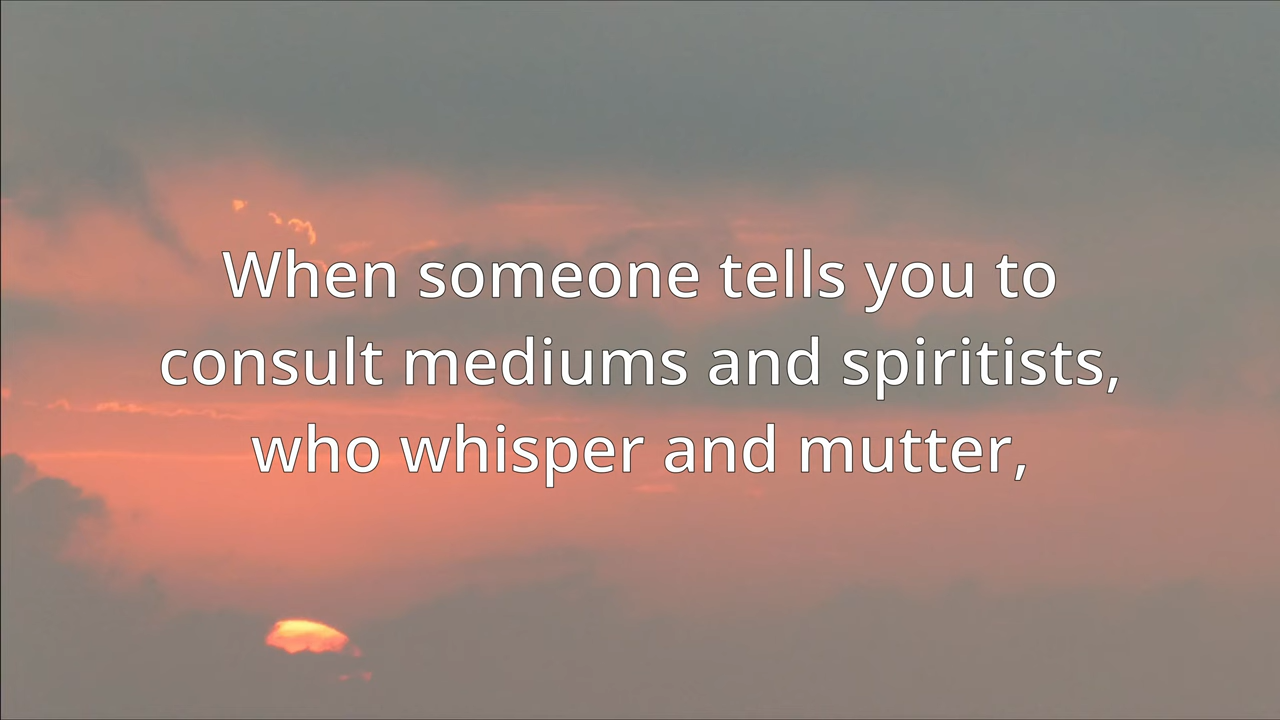 When someone tells you to
consult mediums and spiritists,
who whisper and mutter,